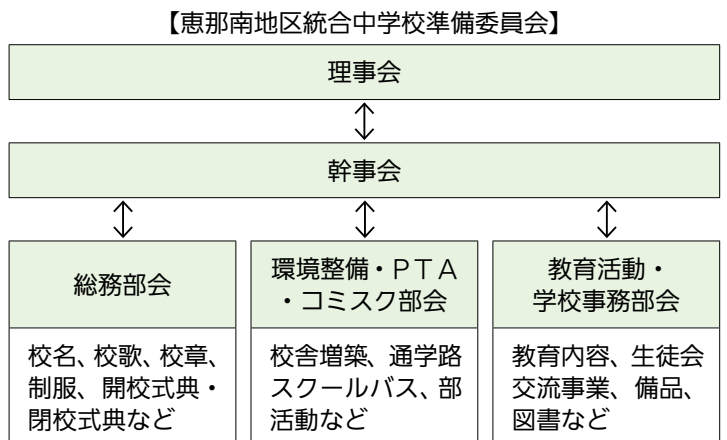 【恵那南地区統合中学校準備委員会】
理事会
幹事会
総務部会
校名、校歌、校章、
制服、開校式典・
閉校式典など
環境整備・ＰＴＡ
・コミスク部会
校舎増築、通学路
スクールバス、部
活動など
教育活動・
学校事務部会
教育内容、生徒会
交流事業、備品、
図書など